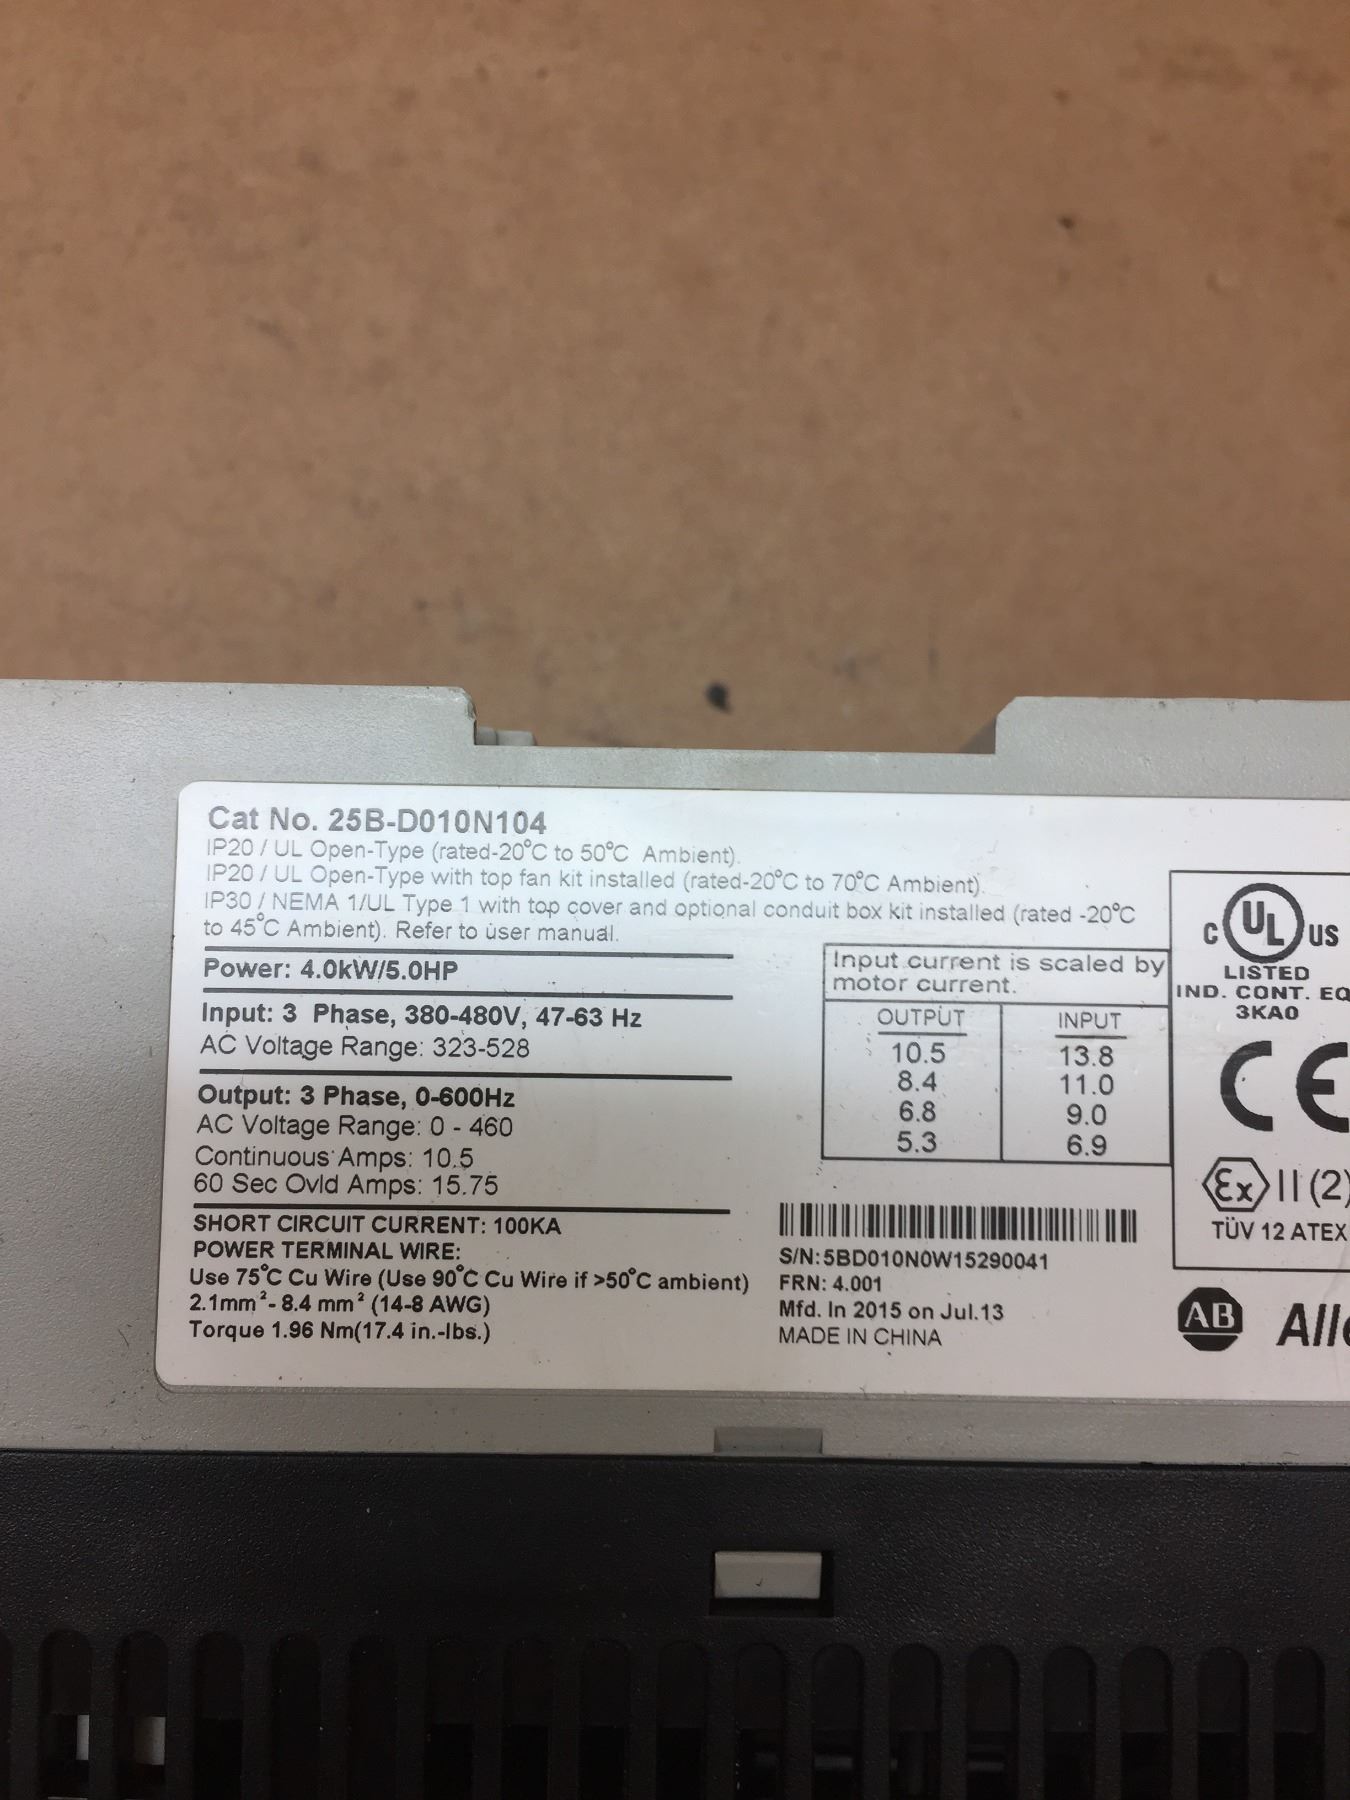 Cat No. 25B-D010N104
IP20 / UL Open-Type (rated-20°C to 50°C Ambient).
IP20 / UL Open-Type with top fan kit installed (rated-20°C to 70°C Ambient).
IP30 / NEMA 1/UL Type 1 with top cover and optional conduit box kit installed (rated -20°C
to 45°C Ambient). Refer to user manual.
Power: 4.0kW/5.0HP
Input: 3 Phase, 380-480V, 47-63 Hz
AC Voltage Range: 323-528
Output: 3 Phase, 0-600Hz
AC Voltage Range: 0 - 460
Continuous Amps: 10.5
60 Sec Ovld Amps: 15.75
SHORT CIRCUIT CURRENT: 100KA
POWER TERMINAL WIRE:
Use 75°C Cu Wire (Use 90°C Cu Wire if >50°C ambient)
2.1mm²- 8.4 mm² (14-8 AWG)
Torque 1.96 Nm(17.4 in.-lbs.)
Input current is scaled by
motor current.
OUTPUT INPUT
10.5 13.8
8.4 11.0
6.8 9.0
5.3 6.9
S/N:5BD010N0W15290041
FRN: 4.001
Mfd. In 2015 on Jul.13
MADE IN CHINA
C UL US
LISTED
IND. CONT. EQ
3KA0
CE
Ex II (2)
TÜV 12 ATEX
AB Alle